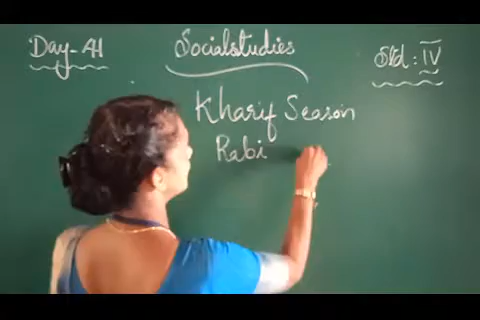 Day-41
Socialstudies
Std: IV
Kharif Season
Rabi